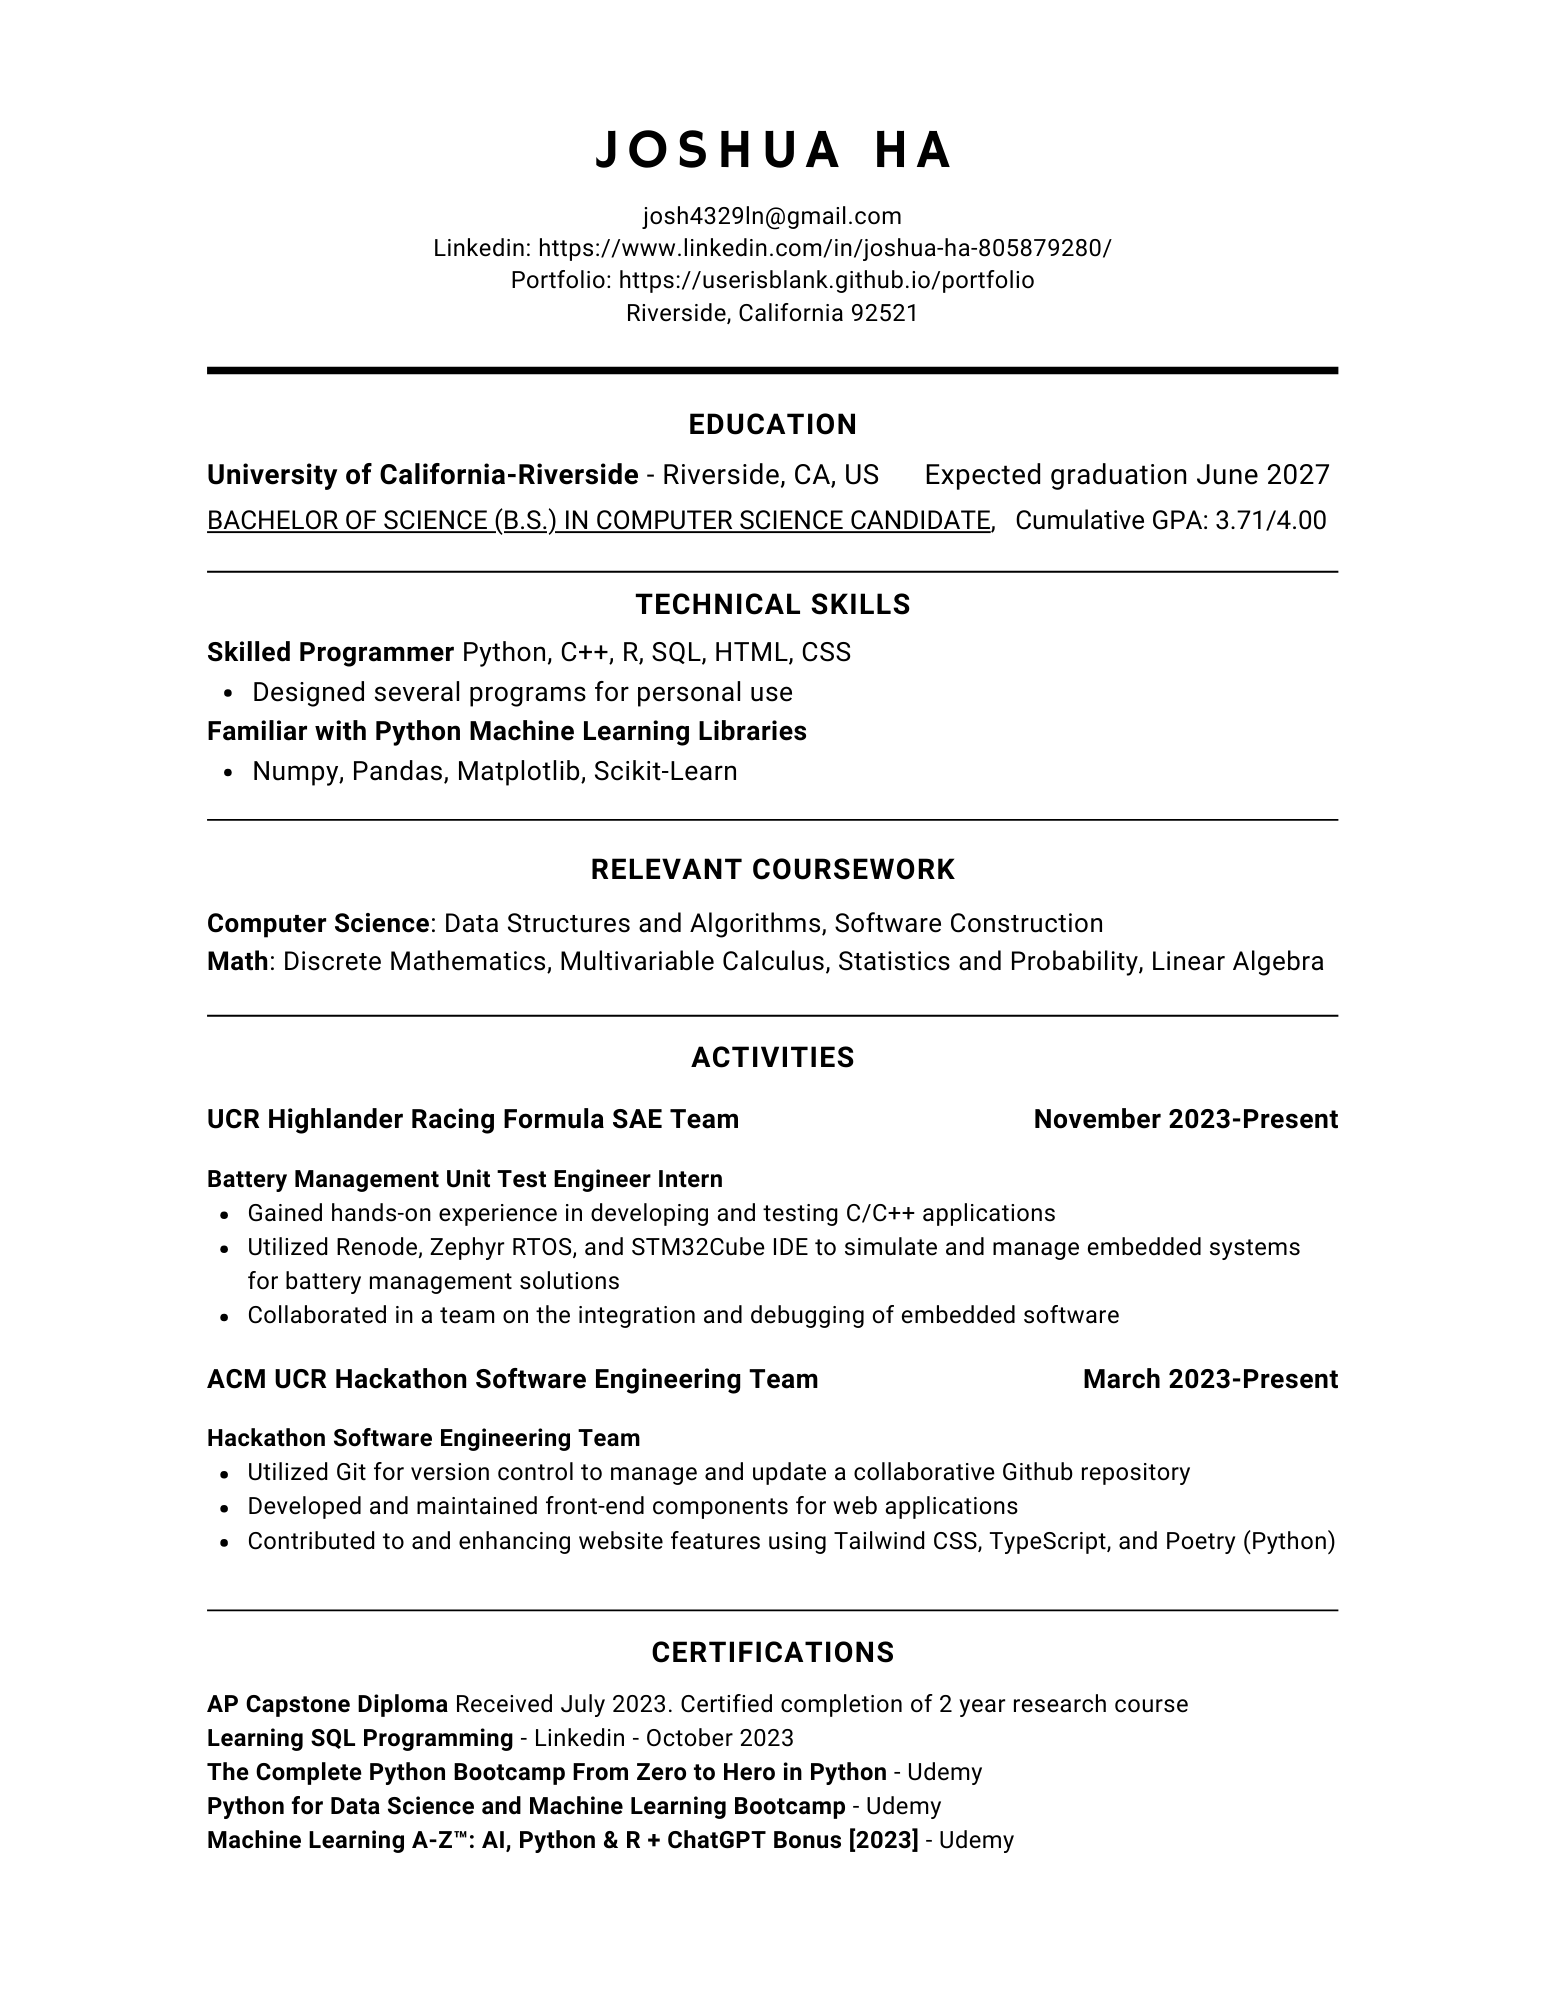 JOSHUA HA
josh4329ln@gmail.com
Linkedin: https://www.linkedin.com/in/joshua-ha-805879280/
Portfolio: https://userisblank.github.io/portfolio
Riverside, California 92521
EDUCATION
University of California-Riverside - Riverside, CA, US Expected graduation June 2027
BACHELOR OF SCIENCE (B.S.) IN COMPUTER SCIENCE CANDIDATE, Cumulative GPA: 3.71/4.00
TECHNICAL SKILLS
Skilled Programmer Python, C++, R, SQL, HTML, CSS
• Designed several programs for personal use
Familiar with Python Machine Learning Libraries
• Numpy, Pandas, Matplotlib, Scikit-Learn
RELEVANT COURSEWORK
Computer Science: Data Structures and Algorithms, Software Construction
Math: Discrete Mathematics, Multivariable Calculus, Statistics and Probability, Linear Algebra
ACTIVITIES
UCR Highlander Racing Formula SAE Team November 2023-Present
Battery Management Unit Test Engineer Intern
• Gained hands-on experience in developing and testing C/C++ applications
• Utilized Renode, Zephyr RTOS, and STM32Cube IDE to simulate and manage embedded systems
for battery management solutions
• Collaborated in a team on the integration and debugging of embedded software
ACM UCR Hackathon Software Engineering Team March 2023-Present
Hackathon Software Engineering Team
• Utilized Git for version control to manage and update a collaborative Github repository
• Developed and maintained front-end components for web applications
• Contributed to and enhancing website features using Tailwind CSS, TypeScript, and Poetry (Python)
CERTIFICATIONS
AP Capstone Diploma Received July 2023. Certified completion of 2 year research course
Learning SQL Programming - Linkedin - October 2023
The Complete Python Bootcamp From Zero to Hero in Python - Udemy
Python for Data Science and Machine Learning Bootcamp - Udemy
Machine Learning A-Z™: AI, Python & R + ChatGPT Bonus [2023] - Udemy